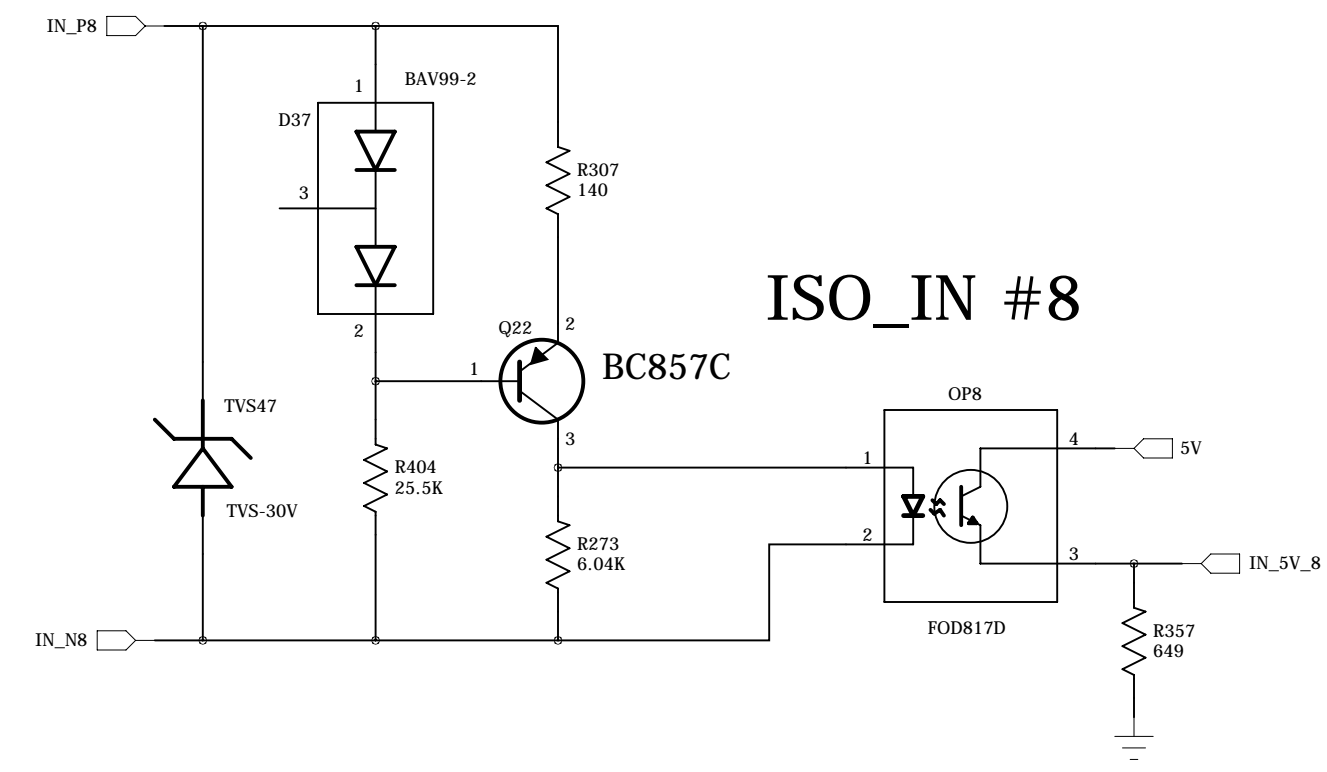 IN_P8
1
BAV99-2
D37
3
R307
140
ISO_IN #8
2
Q22
2
BC857C
1
TVS47
OP8
3
4
5V
R404
25.5K
1
TVS-30V
2
R273
6.04K
3
IN_5V_8
IN_N8
FOD817D
R357
649